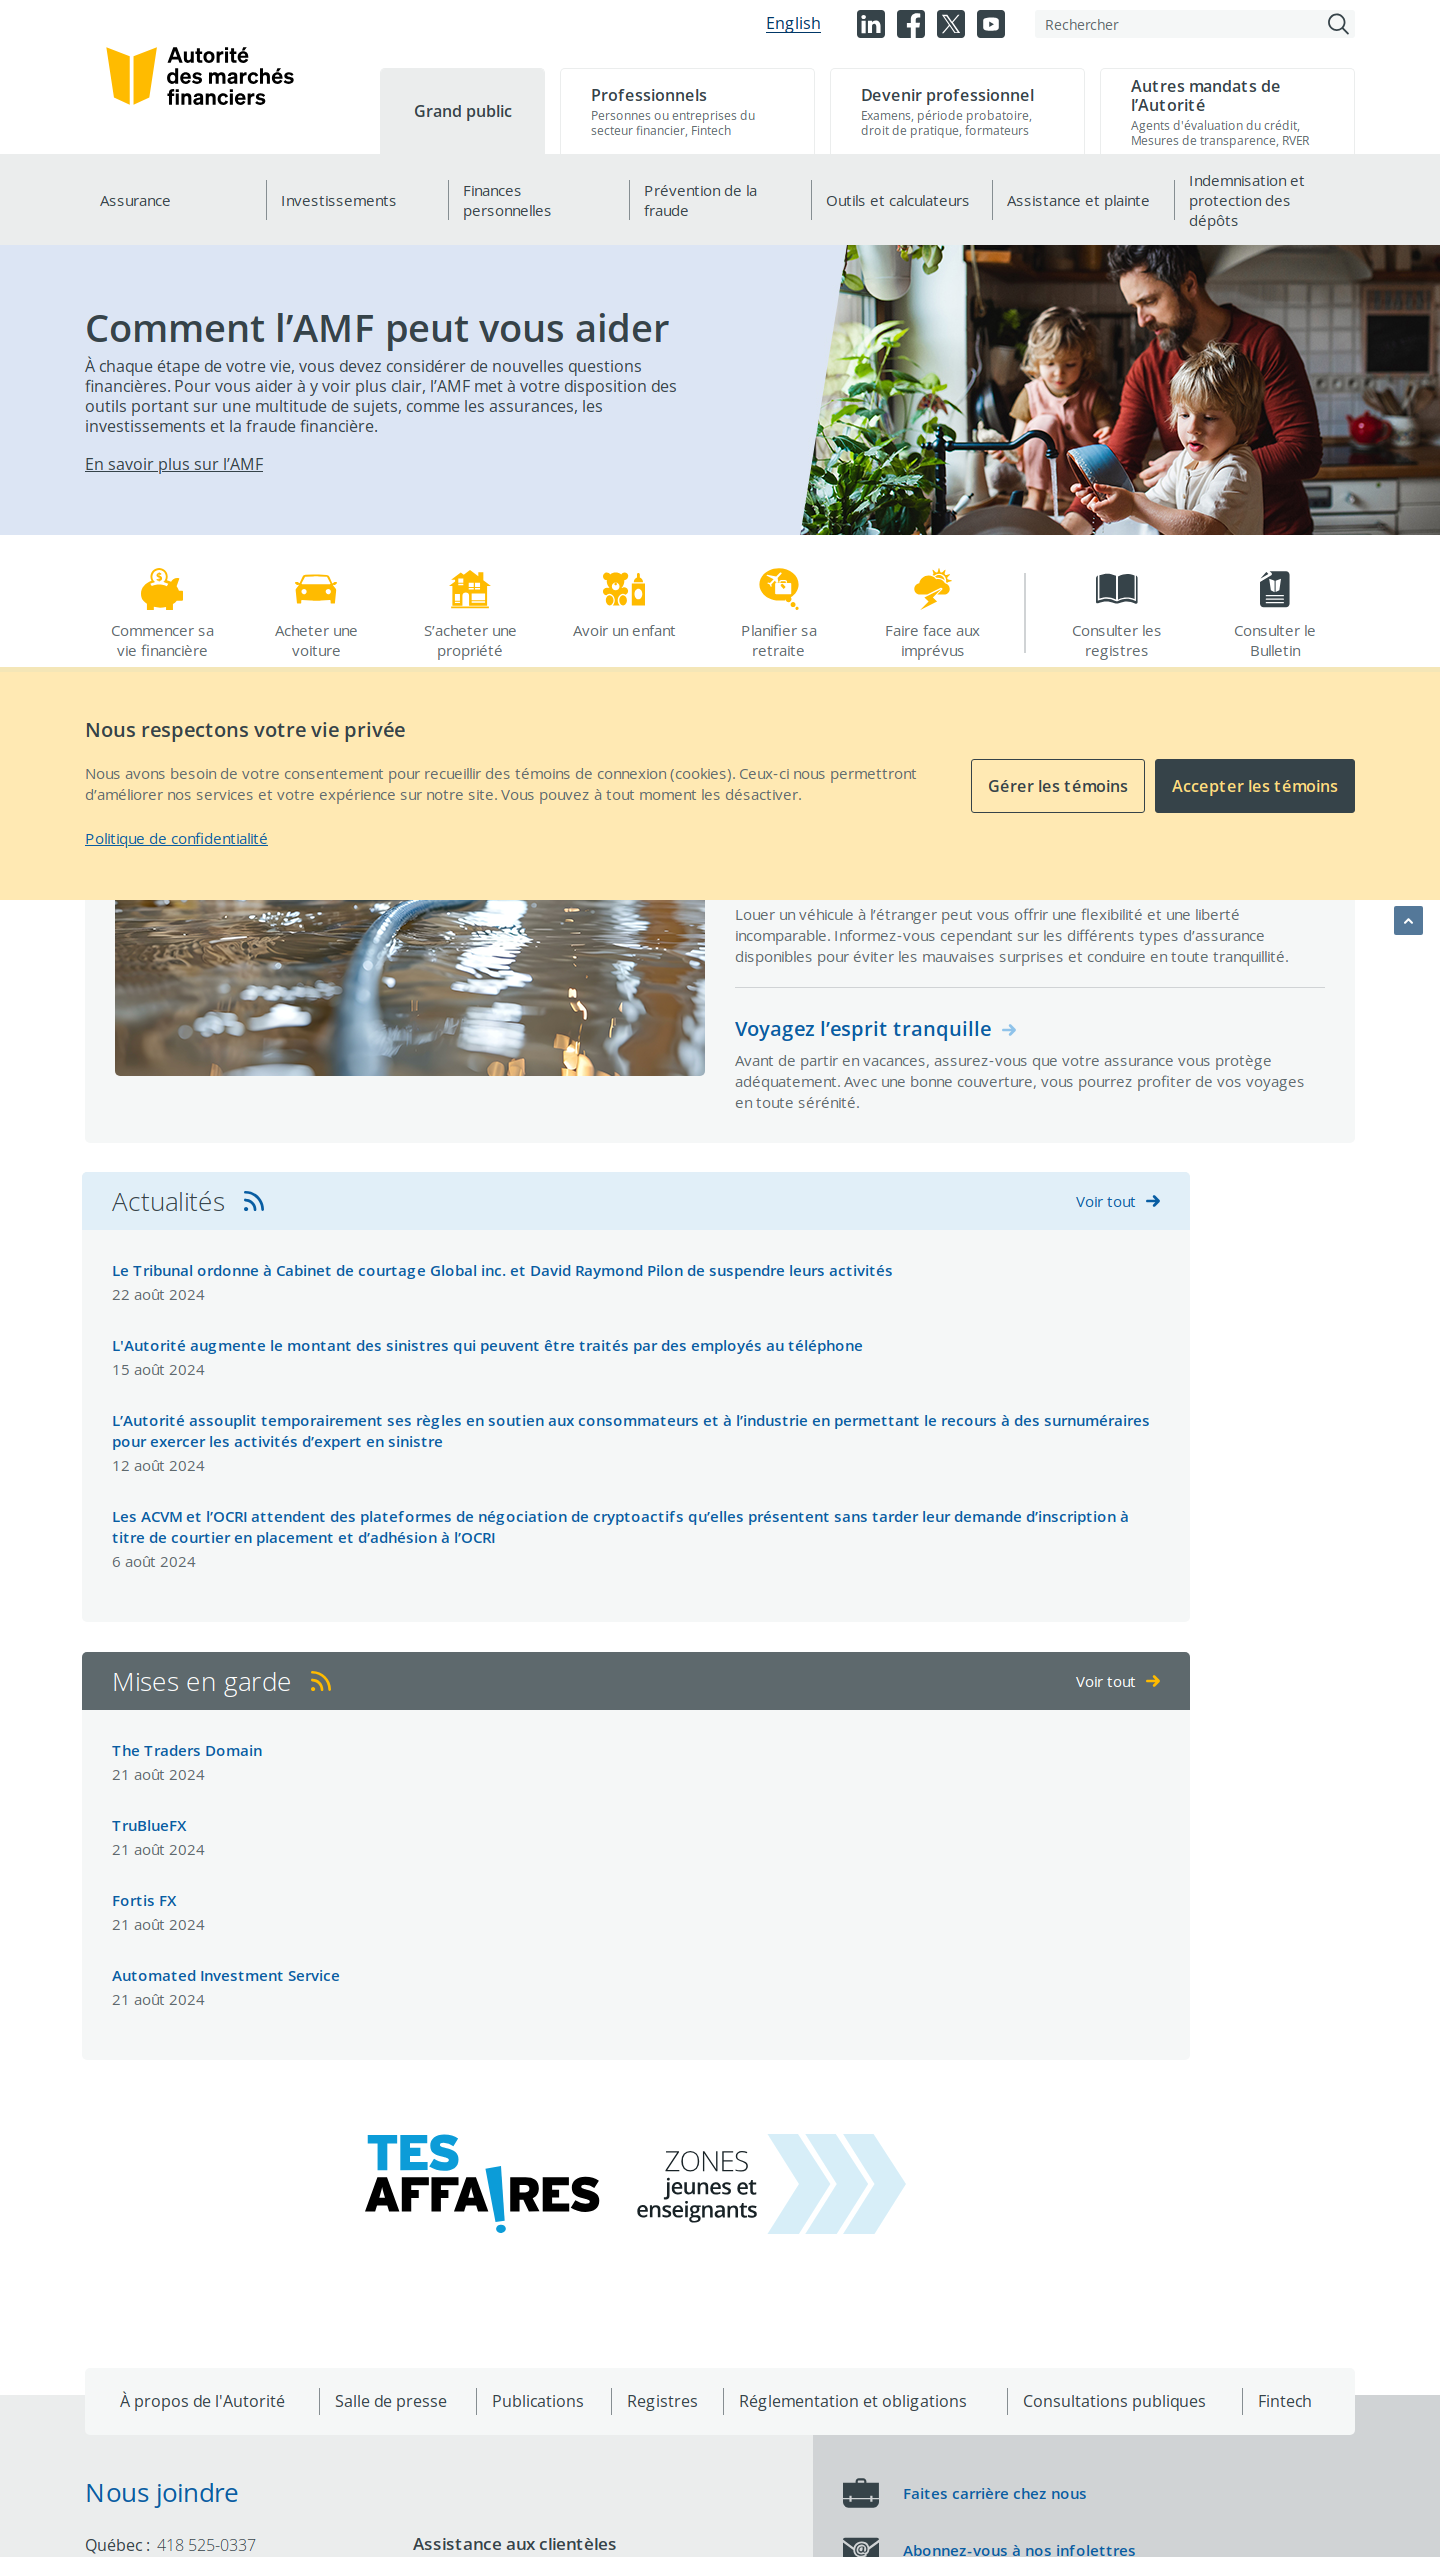 English
Rechercher
Autorité
des marchés
financiers
Grand public
Professionnels
Personnes ou entreprises du
secteur financier, Fintech
Devenir professionnel
Examens, période probatoire,
droit de pratique, formateurs
Autres mandats de
l’Autorité
Agents d'évaluation du crédit,
Mesures de transparence, RVER
Assurance
Investissements
Finances
personnelles
Prévention de la
fraude
Outils et calculateurs
Assistance et plainte
Indemnisation et
protection des
dépôts
Comment l’AMF peut vous aider
À chaque étape de votre vie, vous devez considérer de nouvelles questions
financières. Pour vous aider à y voir plus clair, l’AMF met à votre disposition des
outils portant sur une multitude de sujets, comme les assurances, les
investissements et la fraude financière.
En savoir plus sur l’AMF
Commencer sa
vie financière
Acheter une
voiture
S’acheter une
propriété
Avoir un enfant
Planifier sa
retraite
Faire face aux
imprévus
Consulter les
registres
Consulter le
Bulletin
Nous respectons votre vie privée
Nous avons besoin de votre consentement pour recueillir des témoins de connexion (cookies). Ceux-ci nous permettront
d’améliorer nos services et votre expérience sur notre site. Vous pouvez à tout moment les désactiver.
Politique de confidentialité
Gérer les témoins
Accepter les témoins
Louer un véhicule à l’étranger peut vous offrir une flexibilité et une liberté
incomparable. Informez-vous cependant sur les différents types d’assurance
disponibles pour éviter les mauvaises surprises et conduire en toute tranquillité.
Voyagez l’esprit tranquille
Avant de partir en vacances, assurez-vous que votre assurance vous protège
adéquatement. Avec une bonne couverture, vous pourrez profiter de vos voyages
en toute sérénité.
Actualités
Voir tout
Le Tribunal ordonne à Cabinet de courtage Global inc. et David Raymond Pilon de suspendre leurs activités
22 août 2024
L'Autorité augmente le montant des sinistres qui peuvent être traités par des employés au téléphone
15 août 2024
L’Autorité assouplit temporairement ses règles en soutien aux consommateurs et à l’industrie en permettant le recours à des surnuméraires
pour exercer les activités d’expert en sinistre
12 août 2024
Les ACVM et l’OCRI attendent des plateformes de négociation de cryptoactifs qu’elles présentent sans tarder leur demande d’inscription à
titre de courtier en placement et d’adhésion à l’OCRI
6 août 2024
Mises en garde
Voir tout
The Traders Domain
21 août 2024
TruBlueFX
21 août 2024
Fortis FX
21 août 2024
Automated Investment Service
21 août 2024
TES
AFFA!RES
ZONES
jeunes et
enseignants
À propos de l'Autorité
Salle de presse
Publications
Registres
Réglementation et obligations
Consultations publiques
Fintech
Nous joindre
Québec : 418 525-0337
Assistance aux clientèles
Faites carrière chez nous
Abonnez-vous à nos infolettres